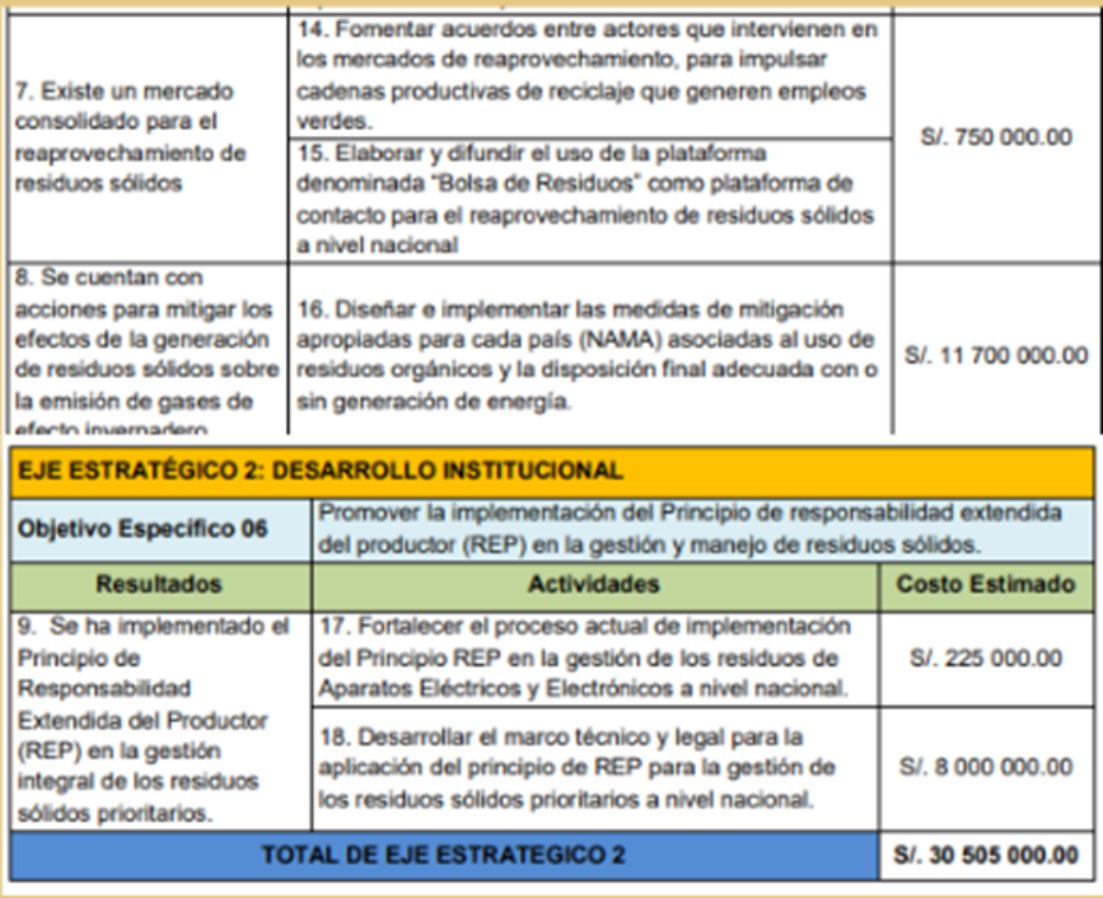 7. Existe un mercado
consolidado para el
reaprovechamiento de
residuos sólidos
14. Fomentar acuerdos entre actores que intervienen en
los mercados de reaprovechamiento, para impulsar
cadenas productivas de reciclaje que generen empleos
verdes.
15. Elaborar y difundir el uso de la plataforma
denominada "Bolsa de Residuos" como plataforma de
contacto para el reaprovechamiento de residuos sólidos
a nivel nacional
S/. 750 000.00
8. Se cuentan con
acciones para mitigar los
efectos de la generación
de residuos sólidos sobre
la emisión de gases de
efecto invernadero
16. Diseñar e implementar las medidas de mitigación
apropiadas para cada país (NAMA) asociadas al uso de
residuos orgánicos y la disposición final adecuada con o
sin generación de energía.
S/. 11 700 000.00
EJE ESTRATÉGICO 2: DESARROLLO INSTITUCIONAL
Objetivo Específico 06
Promover la implementación del Principio de responsabilidad extendida
del productor (REP) en la gestión y manejo de residuos sólidos.
Resultados
Actividades
Costo Estimado
9. Se ha implementado el
Principio de
Responsabilidad
Extendida del Productor
(REP) en la gestión
integral de los residuos
sólidos prioritarios.
17. Fortalecer el proceso actual de implementación
del Principio REP en la gestión de los residuos de
Aparatos Eléctricos y Electrónicos a nivel nacional.
S/. 225 000.00
18. Desarrollar el marco técnico y legal para la
aplicación del principio de REP para la gestión de
los residuos sólidos prioritarios a nivel nacional.
S/. 8 000 000.00
TOTAL DE EJE ESTRATEGICO 2
S/. 30 505 000.00